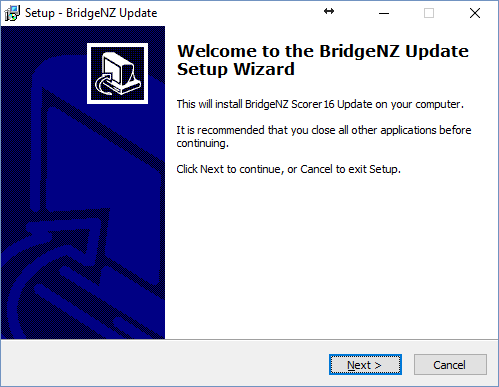 Setup - BridgeNZ Update
Welcome to the BridgeNZ Update
Setup Wizard
This will install BridgeNZ Scorer16 Update on your computer.
It is recommended that you close all other applications before
continuing.
Click Next to continue, or Cancel to exit Setup.
Next >
Cancel